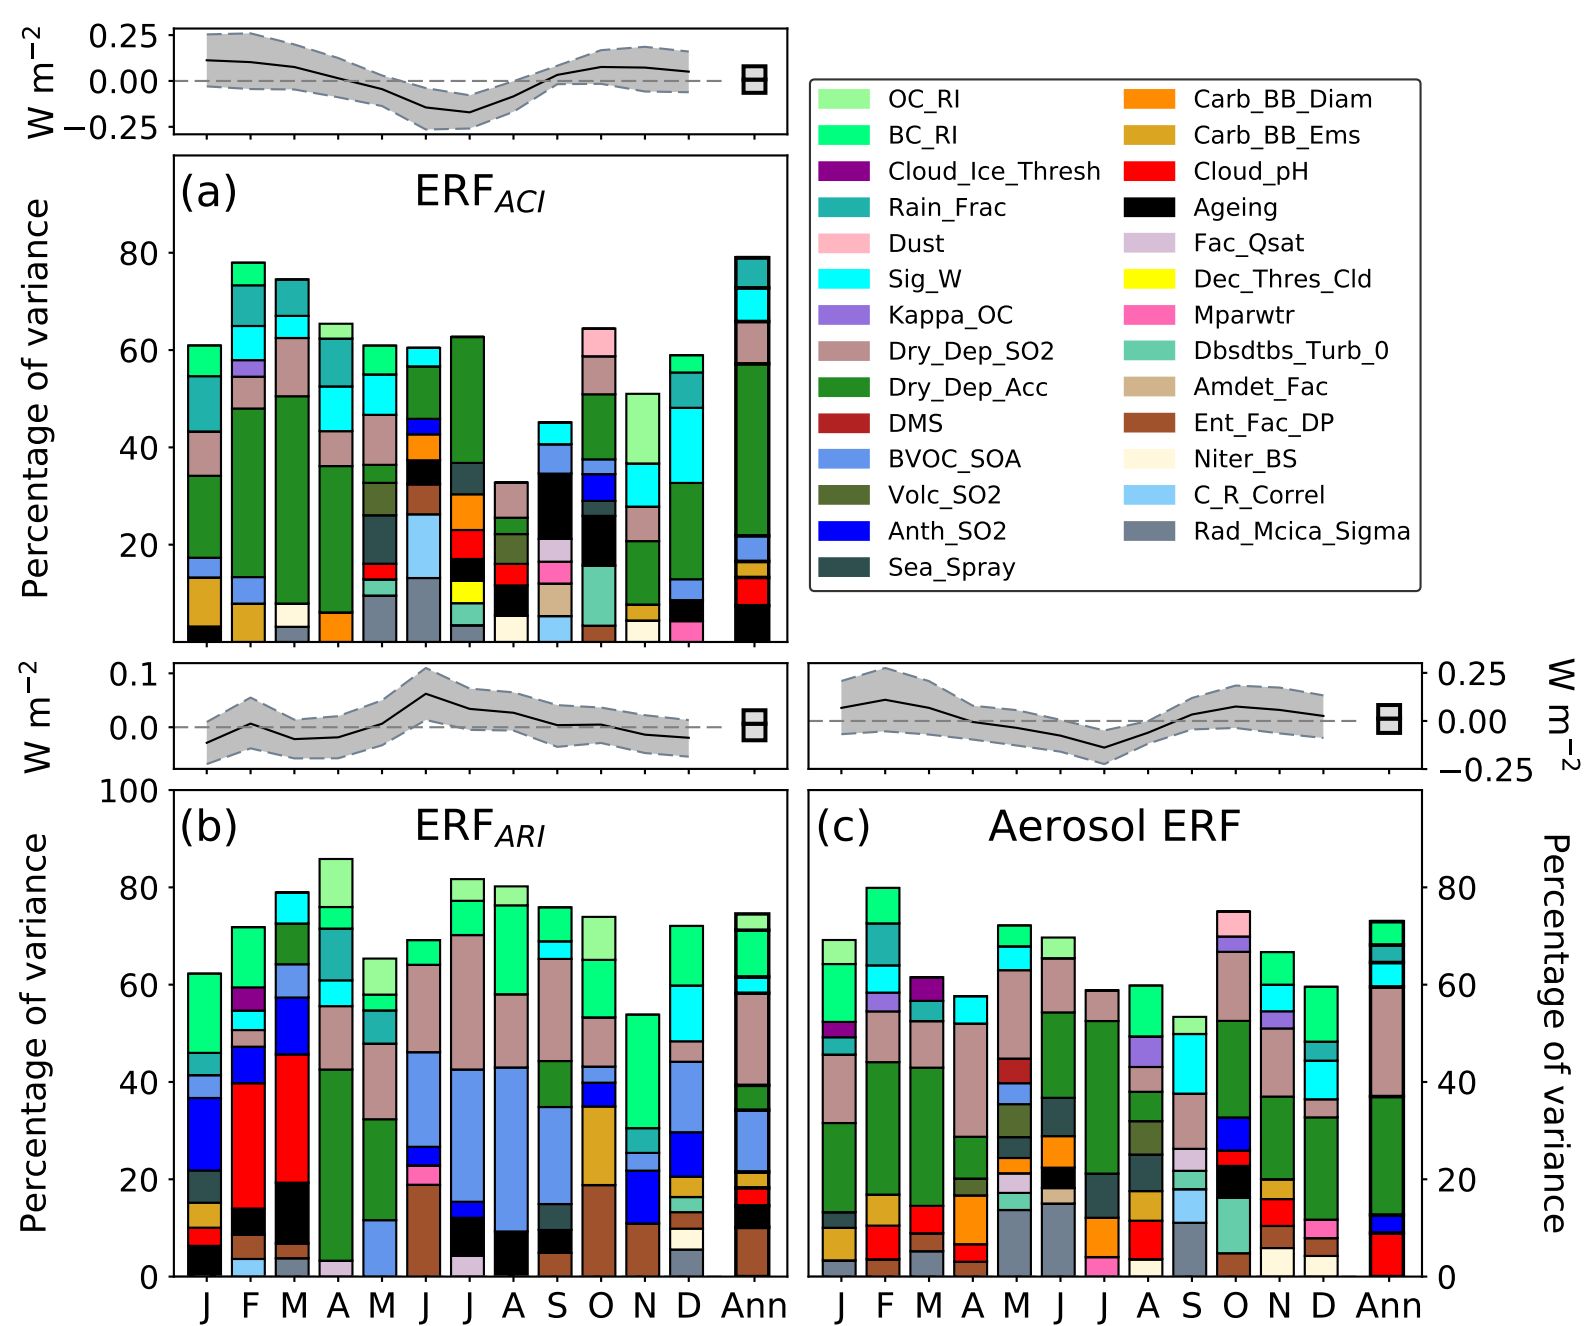 W m−2
0.25
0.00
−0.25
(a)
ERF_ACI
Percentage of variance
80
60
40
20
OC_RI
BC_RI
Cloud_Ice_Thresh
Rain_Frac
Dust
Sig_W
Kappa_OC
Dry_Dep_SO2
Dry_Dep_Acc
DMS
BVOC_SOA
Volc_SO2
Anth_SO2
Sea_Spray
Carb_BB_Diam
Carb_BB_Ems
Cloud_pH
Ageing
Fac_Qsat
Dec_Thres_Cld
Mparwtr
Dbsdtbs_Turb_0
Amdet_Fac
Ent_Fac_DP
Niter_BS
C_R_Correl
Rad_Mcica_Sigma
W m−2
0.1
0.0
(b)
ERF_ARI
Percentage of variance
100
80
60
40
20
0
J F M A M J J A S O N D Ann
0.25
0.00
−0.25
W m−2
(c)
Aerosol ERF
80
60
40
20
0
Percentage of variance
J F M A M J J A S O N D Ann